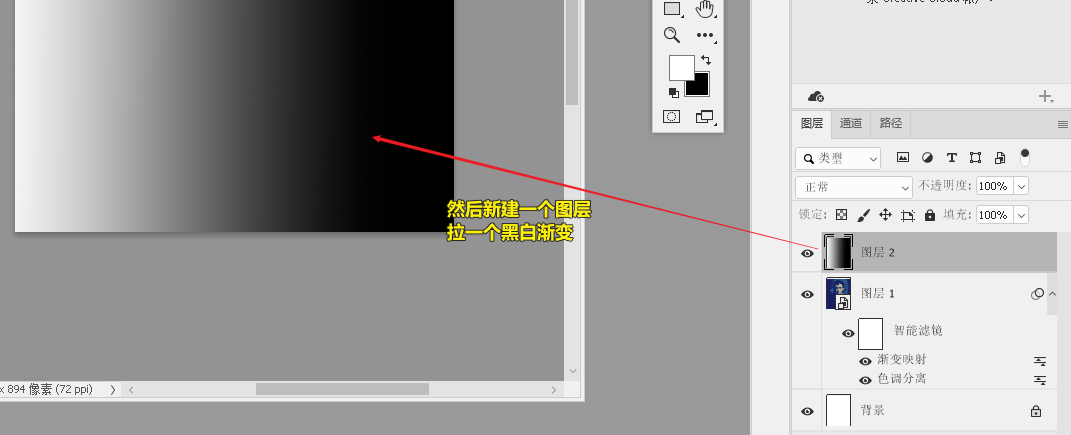 图层 通道 路径
类型
正常 不透明度: 100%
锁定: 填充: 100%
然后新建一个图层
拉一个黑白渐变
图层 2
图层 1
智能滤镜
渐变映射
色调分离
背景
x 894 像素 (72 ppi)